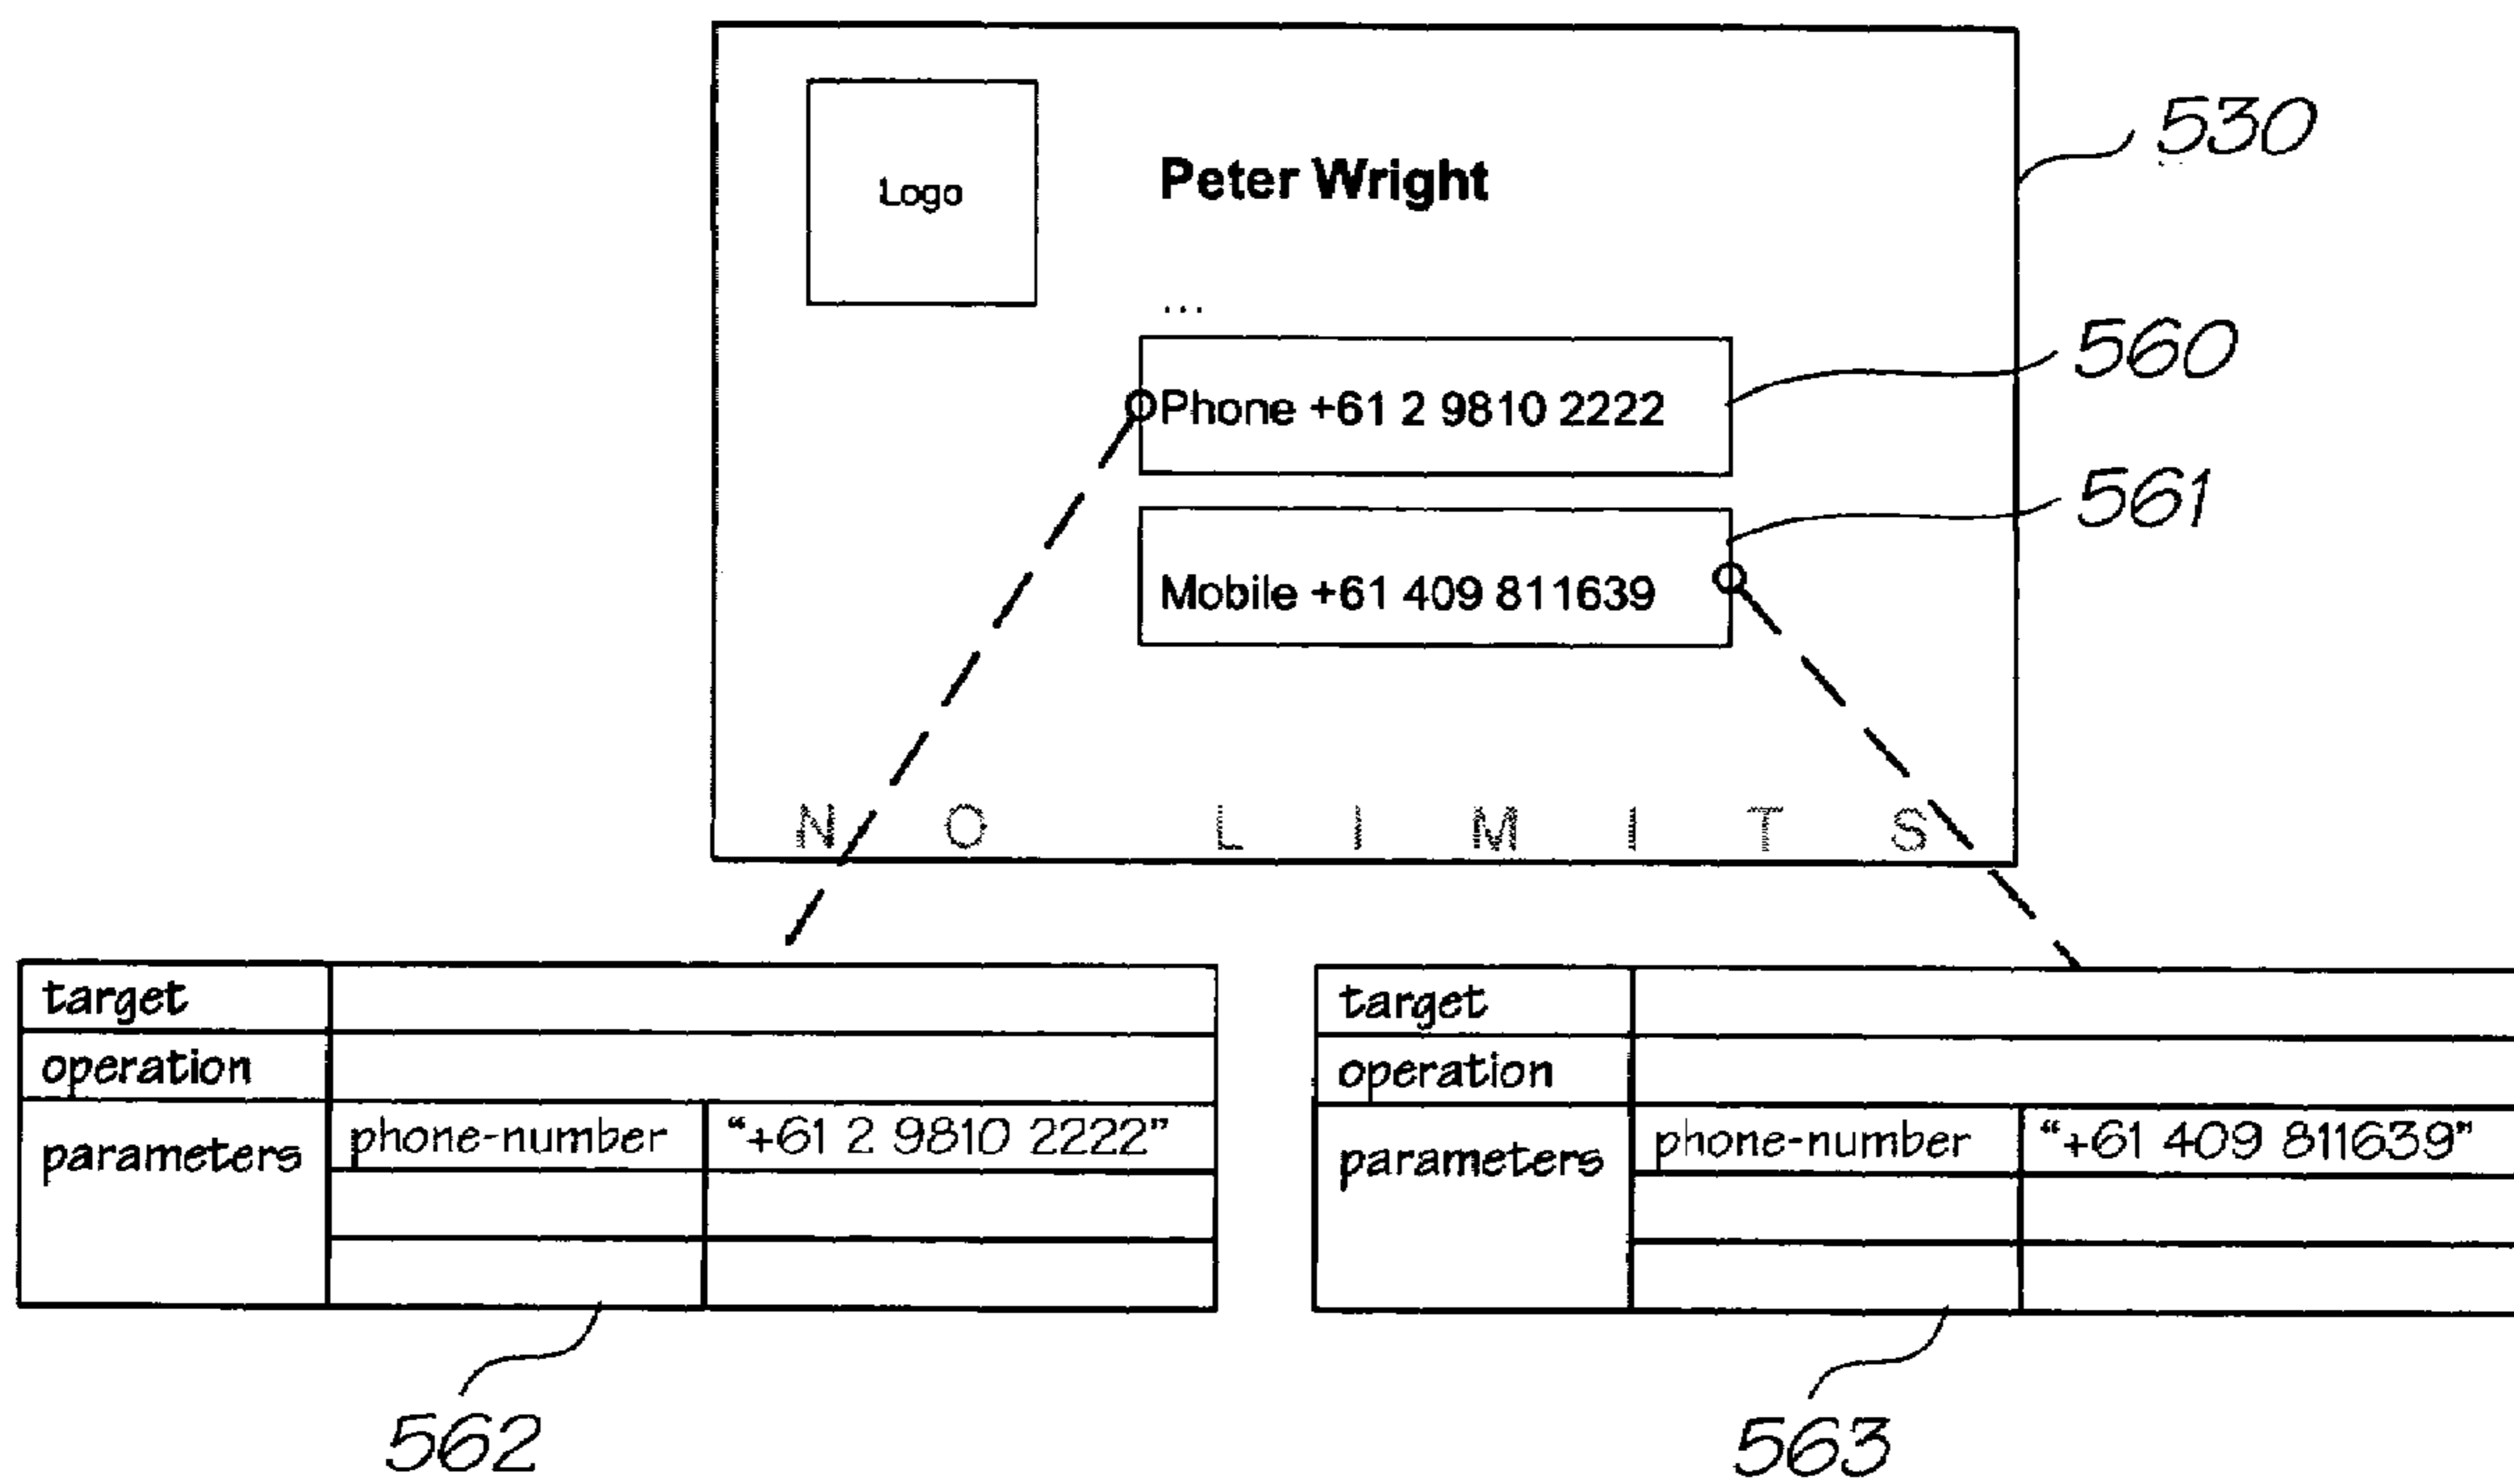 Logo
Peter Wright
530
...
Phone +61 2 9810 2222
560
Mobile +61 409 811639
561
N O L I M I T S
target
operation
parameters phone-number “+61 2 9810 2222”
562
target
operation
parameters phone-number “+61 409 811639”
563